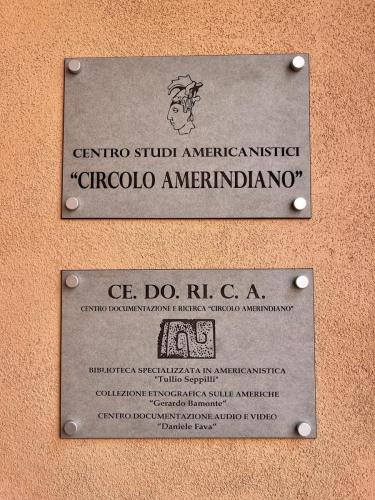 CENTRO STUDI AMERICANISTICI
"CIRCOLO AMERINDIANO"
CE. DO. RI. C. A.
CENTRO DOCUMENTAZIONE E RICERCA "CIRCOLO AMERINDIANO"
BIBLIOTECA SPECIALIZZATA IN AMERICANISTICA
"Tullio Seppilli"
COLLEZIONE ETNOGRAFICA SULLE AMERICHE
"Gerardo Bamonte"
CENTRO DOCUMENTAZIONE AUDIO E VIDEO
"Daniele Fava"